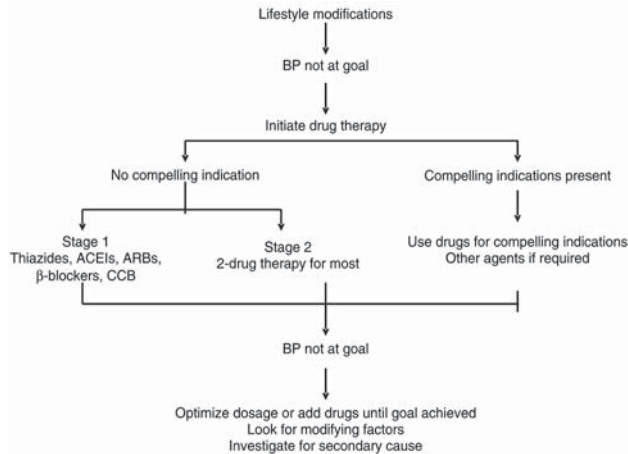 Lifestyle modifications
BP not at goal
Initiate drug therapy
No compelling indication
Compelling indications present
Stage 1
Thiazides, ACEIs, ARBs,
β-blockers, CCB
Stage 2
2-drug therapy for most
Use drugs for compelling indications
Other agents if required
BP not at goal
Optimize dosage or add drugs until goal achieved
Look for modifying factors
Investigate for secondary cause